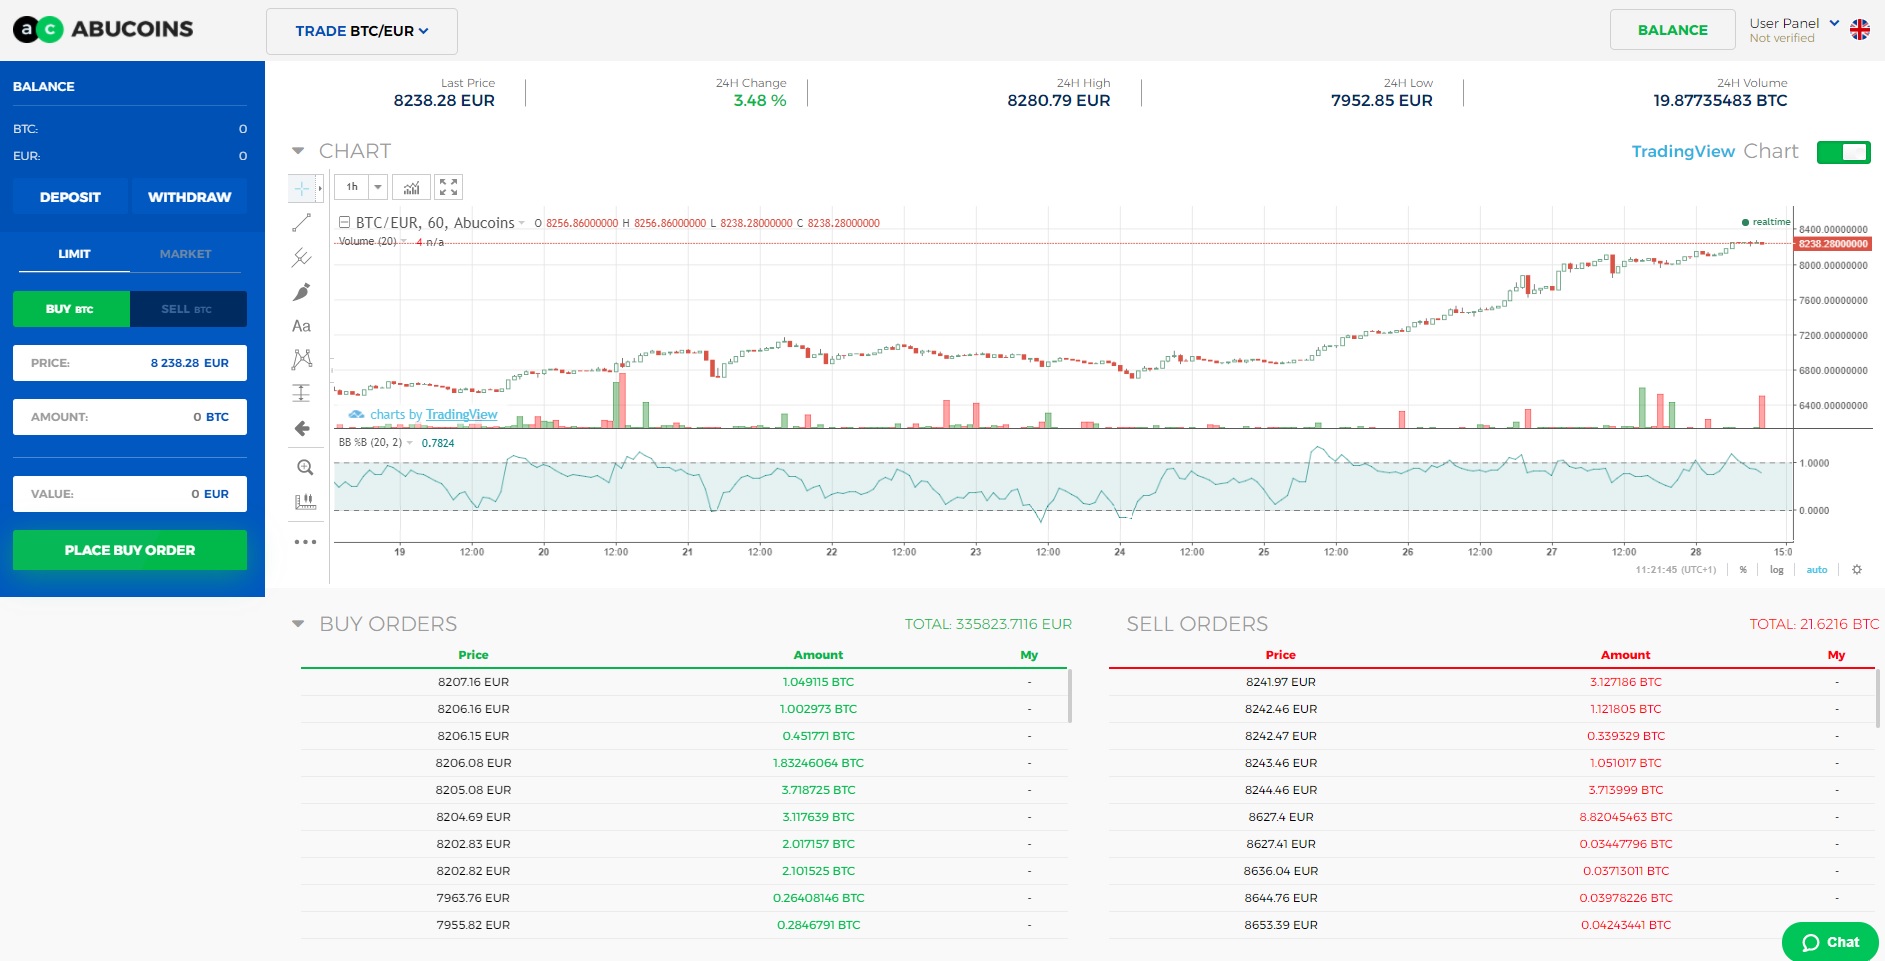 ac ABUCOINS
TRADE BTC/EUR
BALANCE
User Panel
Not verified
BALANCE
BTC: 0
EUR: 0
DEPOSIT WITHDRAW
LIMIT MARKET
BUY BTC SELL BTC
PRICE: 8 238.28 EUR
AMOUNT: 0 BTC
VALUE: 0 EUR
PLACE BUY ORDER
Last Price 24H Change 24H High 24H Low 24H Volume
8238.28 EUR 3.48 % 8280.79 EUR 7952.85 EUR 19.87735483 BTC
CHART
TradingView Chart
1h
BTC/EUR, 60, Abucoins O 8256.86000000 H 8256.86000000 L 8238.28000000 C 8238.28000000
realtime
Volume (20) 4 n/a
Aa
8400.00000000
8238.28000000
8000.00000000
7600.00000000
7200.00000000
6800.00000000
6400.00000000
charts by TradingView
BB %B (20, 2) 0.7824
1.0000
0.0000
19 12:00 20 12:00 21 12:00 22 12:00 23 12:00 24 12:00 25 12:00 26 12:00 27 12:00 28 15:0
11:21:45 (UTC+1) % log auto
BUY ORDERS TOTAL: 335823.7116 EUR
Price Amount My
8207.16 EUR 1.049115 BTC -
8206.16 EUR 1.002973 BTC -
8206.15 EUR 0.451771 BTC -
8206.08 EUR 1.83246064 BTC -
8205.08 EUR 3.718725 BTC -
8204.69 EUR 3.117639 BTC -
8202.83 EUR 2.017157 BTC -
8202.82 EUR 2.101525 BTC -
7963.76 EUR 0.26408146 BTC -
7955.82 EUR 0.2846791 BTC -
SELL ORDERS TOTAL: 21.6216 BTC
Price Amount My
8241.97 EUR 3.127186 BTC -
8242.46 EUR 1.121805 BTC -
8242.47 EUR 0.339329 BTC -
8243.46 EUR 1.051017 BTC -
8244.46 EUR 3.713999 BTC -
8627.4 EUR 8.82045463 BTC -
8627.41 EUR 0.03447796 BTC -
8636.04 EUR 0.03713011 BTC -
8644.76 EUR 0.03978226 BTC -
8653.39 EUR 0.04243441 BTC
Chat